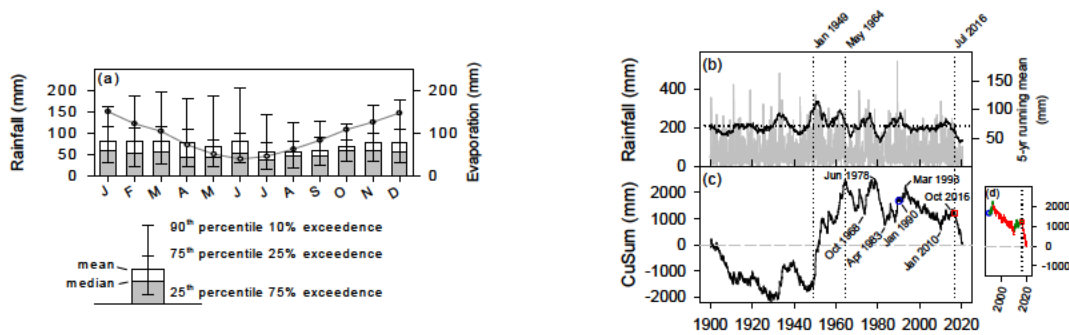 Jan 1949
May 1964
Jul 2016
(a)
Rainfall (mm)
200
150
100
50
0
J F M A M J J A S O N D
200
100
0
Evaporation (mm)
90th percentile 10% exceedence
75th percentile 25% exceedence
mean
median
25th percentile 75% exceedence
(b)
Rainfall (mm)
400
200
0
150
100
50
5-yr running mean
(mm)
(c)
CuSum (mm)
2000
1000
0
-1000
-2000
Jun 1978
Mar 1993
Oct 2016
Oct 1968
Apr 1983
Jan 1990
Jan 2010
1900 1920 1940 1960 1980 2000 2020
(d)
2000
1000
0
-1000
2000 2020